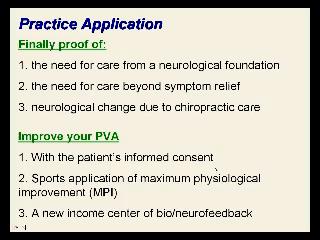 Practice Application
Finally proof of:
1. the need for care from a neurological foundation
2. the need for care beyond symptom relief
3. neurological change due to chiropractic care
Improve your PVA
1. With the patient's informed consent
2. Sports application of maximum physiological
improvement (MPI)
3. A new income center of bio/neurofeedback